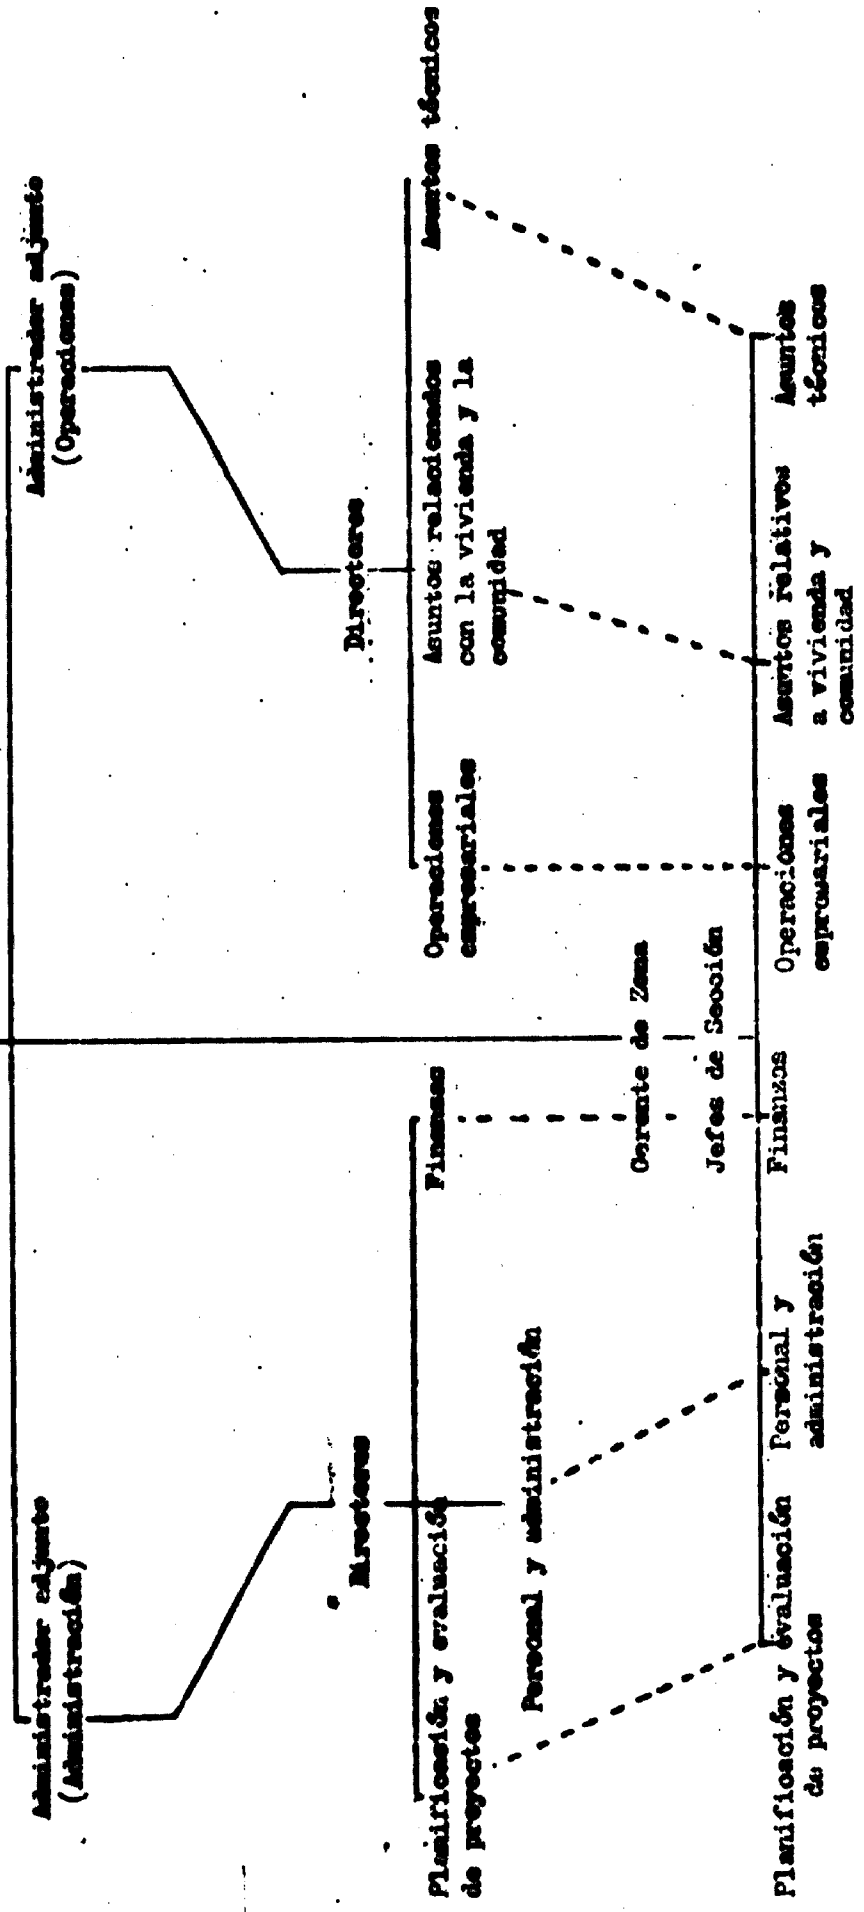 Administrador adjunto
(Administración)
Administrador adjunto
(Operaciones)
Directores
Directores
Planificación y evaluación
de proyectos
Personal y administración
Finanzas
Operaciones
empresariales
Asuntos relacionados
con la vivienda y la
comunidad
Asuntos técnicos
Gerente de Zona
Jefes de Sección
Planificación y evaluación
de proyectos
Personal y
administración
Finanzas
Operaciones
empresariales
Asuntos relativos
a vivienda y
comunidad
Asuntos
técnicos